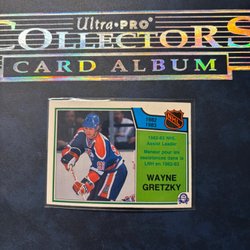 Ultra·PRO®
COLLECTORS
CARD ALBUM
NHL
1982
1983
1982-83 NHL
Assist Leader
Meneur pour les
assistances dans la
LNH en 1982-83
WAYNE
GRETZKY